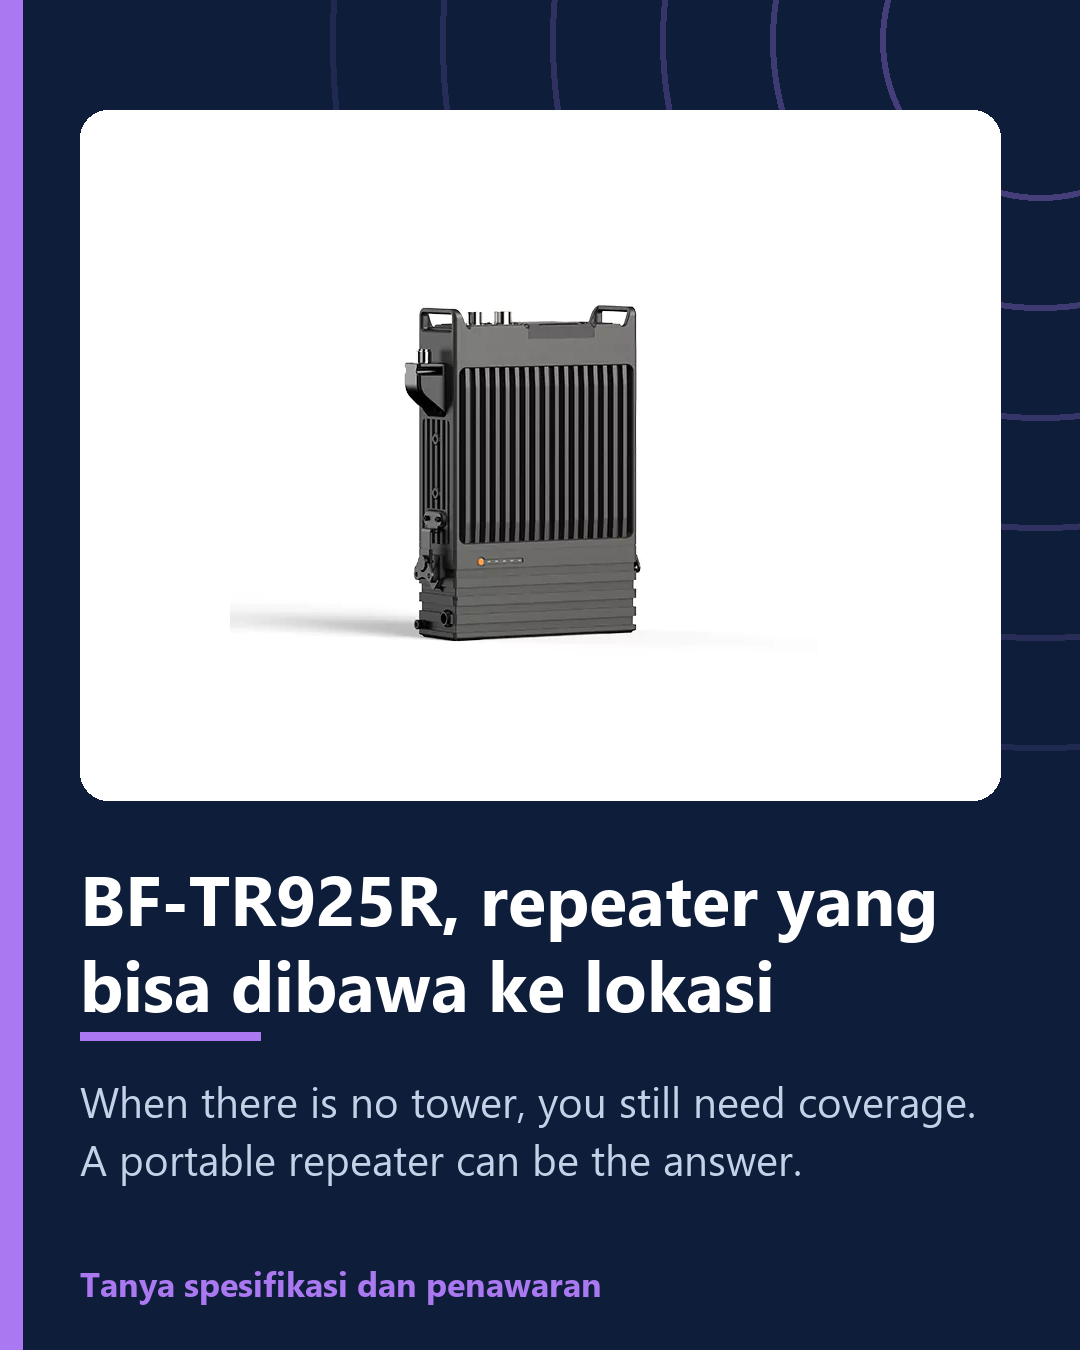 BF-TR925R, repeater yang
bisa dibawa ke lokasi
When there is no tower, you still need coverage.
A portable repeater can be the answer.
Tanya spesifikasi dan penawaran